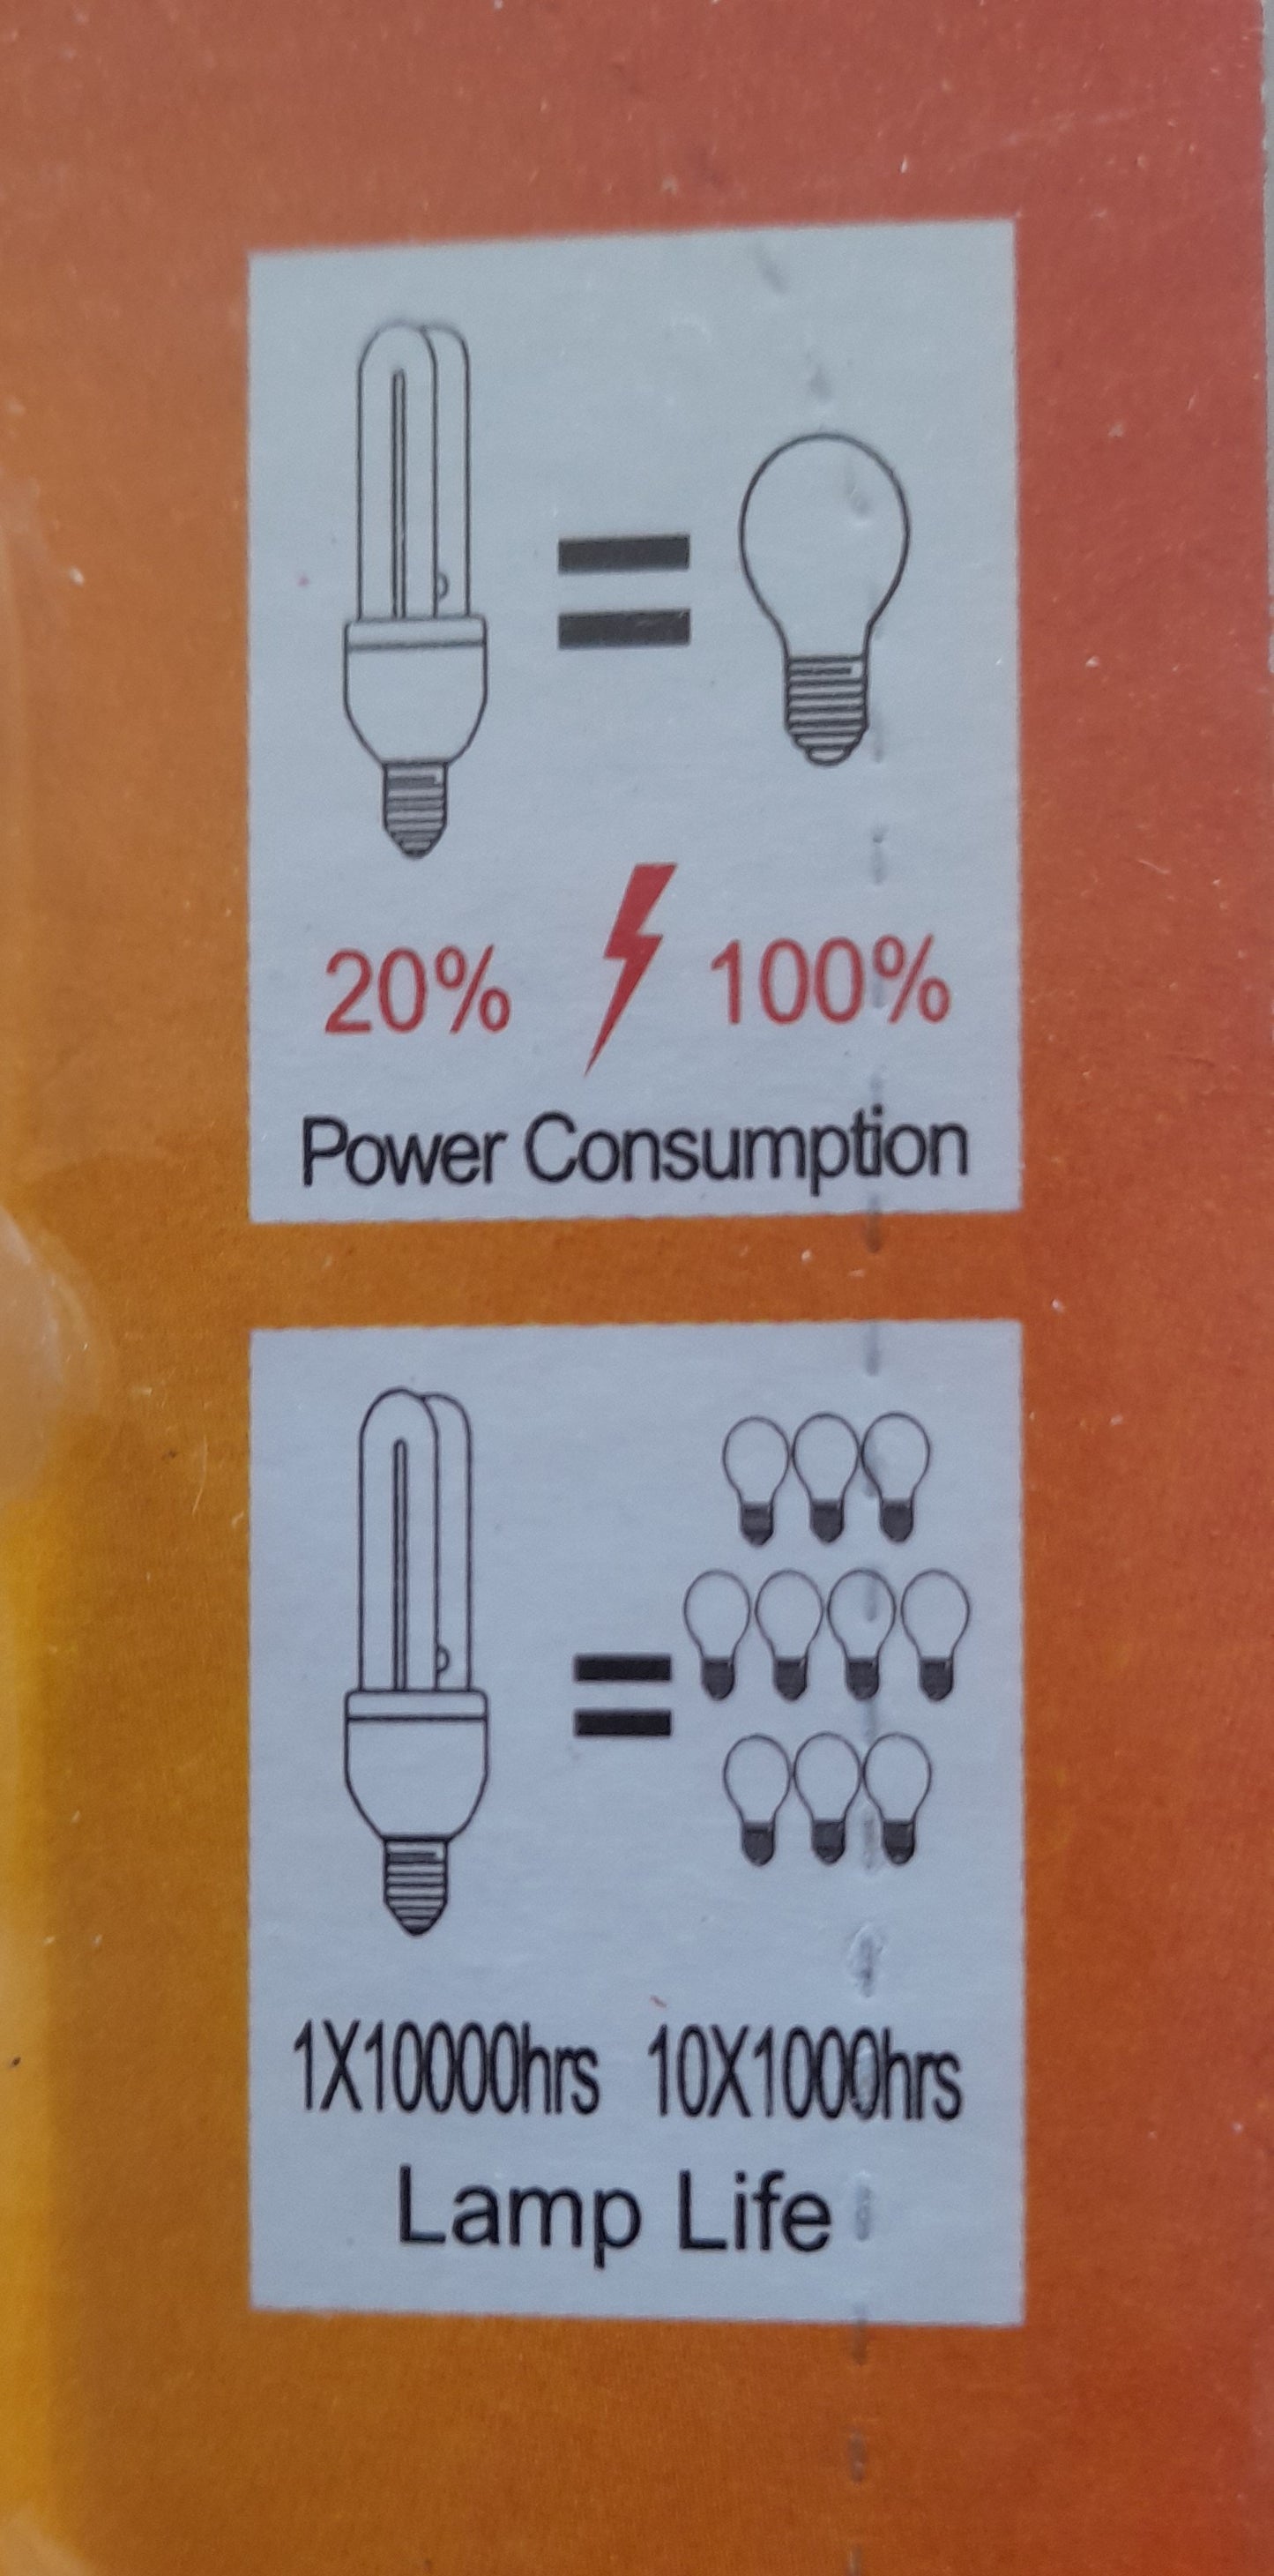 20% 100%
Power Consumption
1X10000hrs 10X1000hrs
Lamp Life